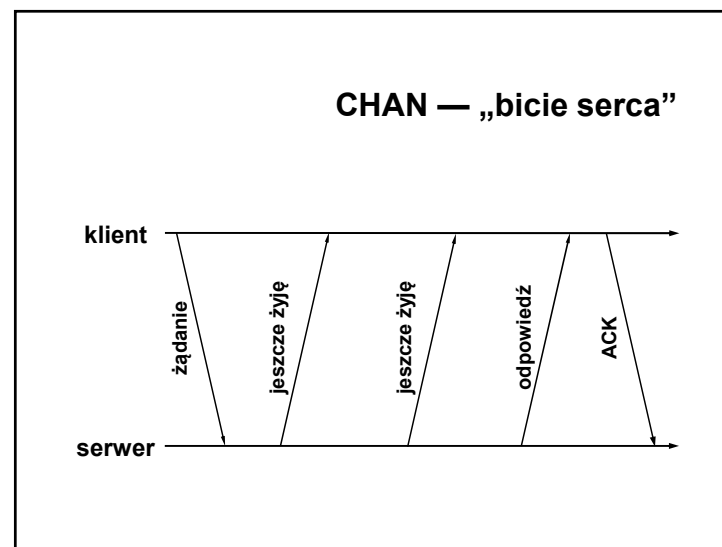 CHAN — „bicie serca”
klient
żądanie
jeszcze żyję
jeszcze żyję
odpowiedź
ACK
serwer